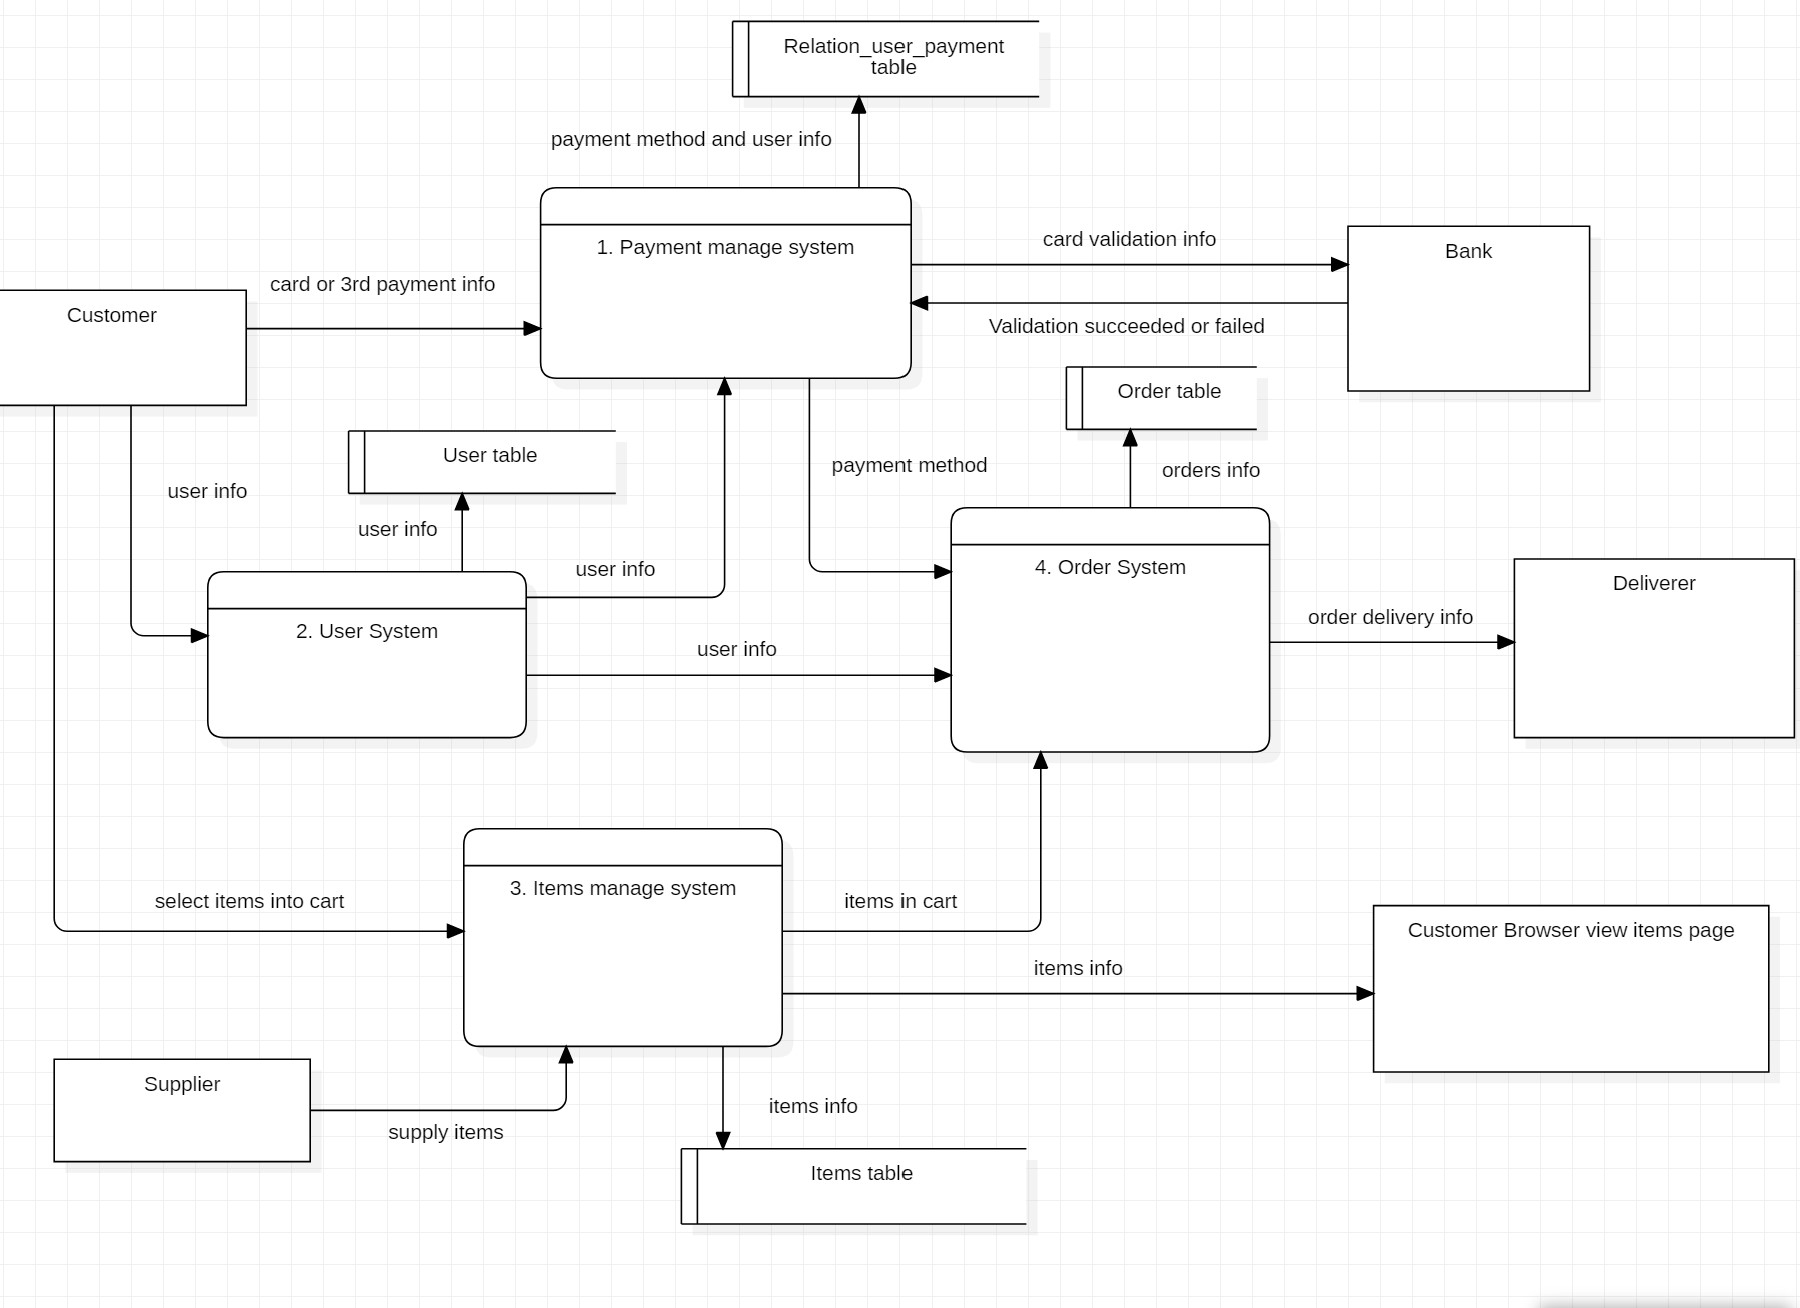 Relation_user_payment
table
payment method and user info
1. Payment manage system
card validation info
Bank
card or 3rd payment info
Customer
Validation succeeded or failed
Order table
User table
payment method
orders info
user info
user info
4. Order System
user info
Deliverer
2. User System
order delivery info
user info
3. Items manage system
select items into cart
items in cart
Customer Browser view items page
items info
Supplier
items info
supply items
Items table